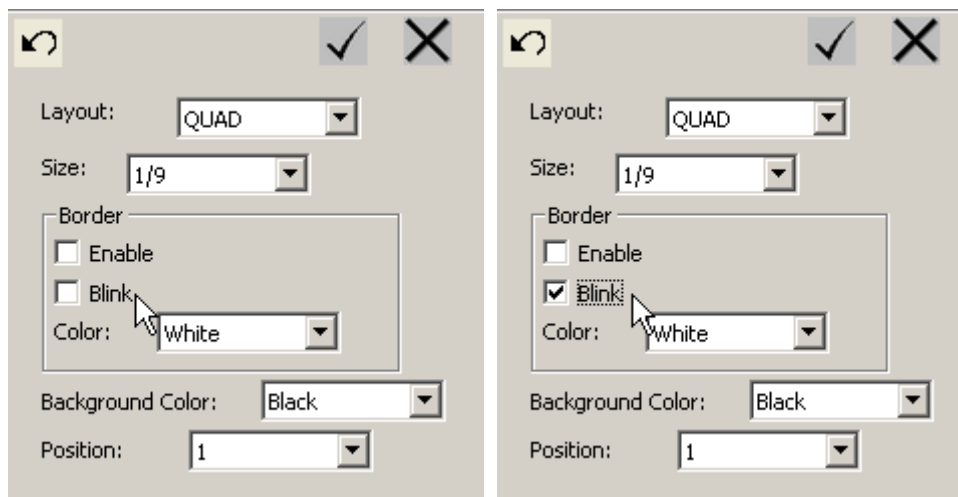 Layout: QUAD
Size: 1/9
Border
Enable
Blink
Color: White
Background Color: Black
Position: 1
Layout: QUAD
Size: 1/9
Border
Enable
Blink
Color: White
Background Color: Black
Position: 1